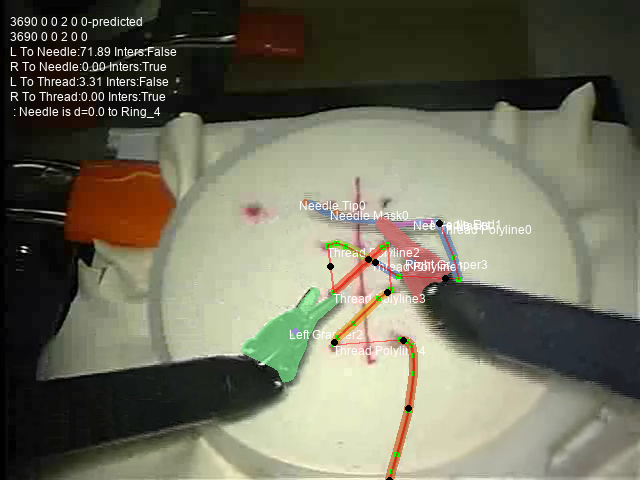 3690 0 0 2 0 0-predicted
3690 0 0 2 0 0
L To Needle:71.89 Inters:False
R To Needle:0.00 Inters:True
L To Thread:3.31 Inters:False
R To Thread:0.00 Inters:True
: Needle is d=0.0 to Ring_4
Needle Tip0
Needle Mask0
Thread Polyline0
Thread Polyline2
Right Grasper3
Thread Polyline3
Left Grasper2
Thread Polyline4